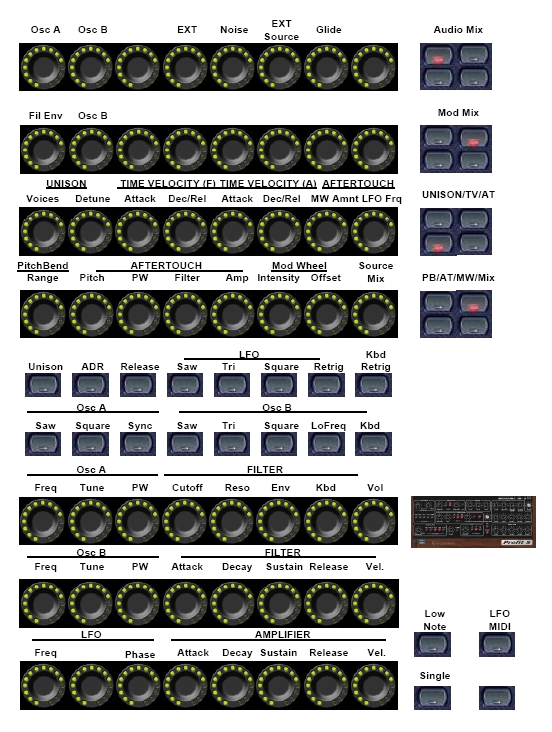 Osc A Osc B EXT Noise EXT Source Glide Audio Mix
Fil Env Osc B Mod Mix
UNISON TIME VELOCITY (F) TIME VELOCITY (A) AFTERTOUCH UNISON/TV/AT
Voices Detune Attack Dec/Rel Attack Dec/Rel MW Amnt LFO Frq
PitchBend AFTERTOUCH Mod Wheel Source PB/AT/MW/Mix
Range Pitch PW Filter Amp Intensity Offset Mix
LFO Kbd
Unison ADR Release Saw Tri Square Retrig Retrig
Osc A Osc B
Saw Square Sync Saw Tri Square LoFreq Kbd
Osc A FILTER
Freq Tune PW Cutoff Reso Env Kbd Vol
Profit 5
Osc B FILTER
Freq Tune PW Attack Decay Sustain Release Vel.
Low Note LFO MIDI
LFO AMPLIFIER
Freq Phase Attack Decay Sustain Release Vel.
Single